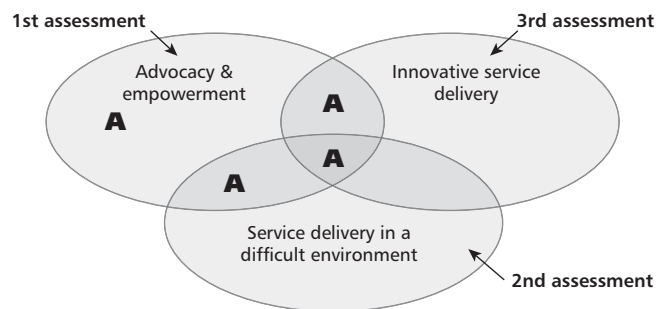 1st assessment
3rd assessment
Advocacy &
empowerment
Innovative service
delivery
A
A
A
A
Service delivery in a
difficult environment
2nd assessment